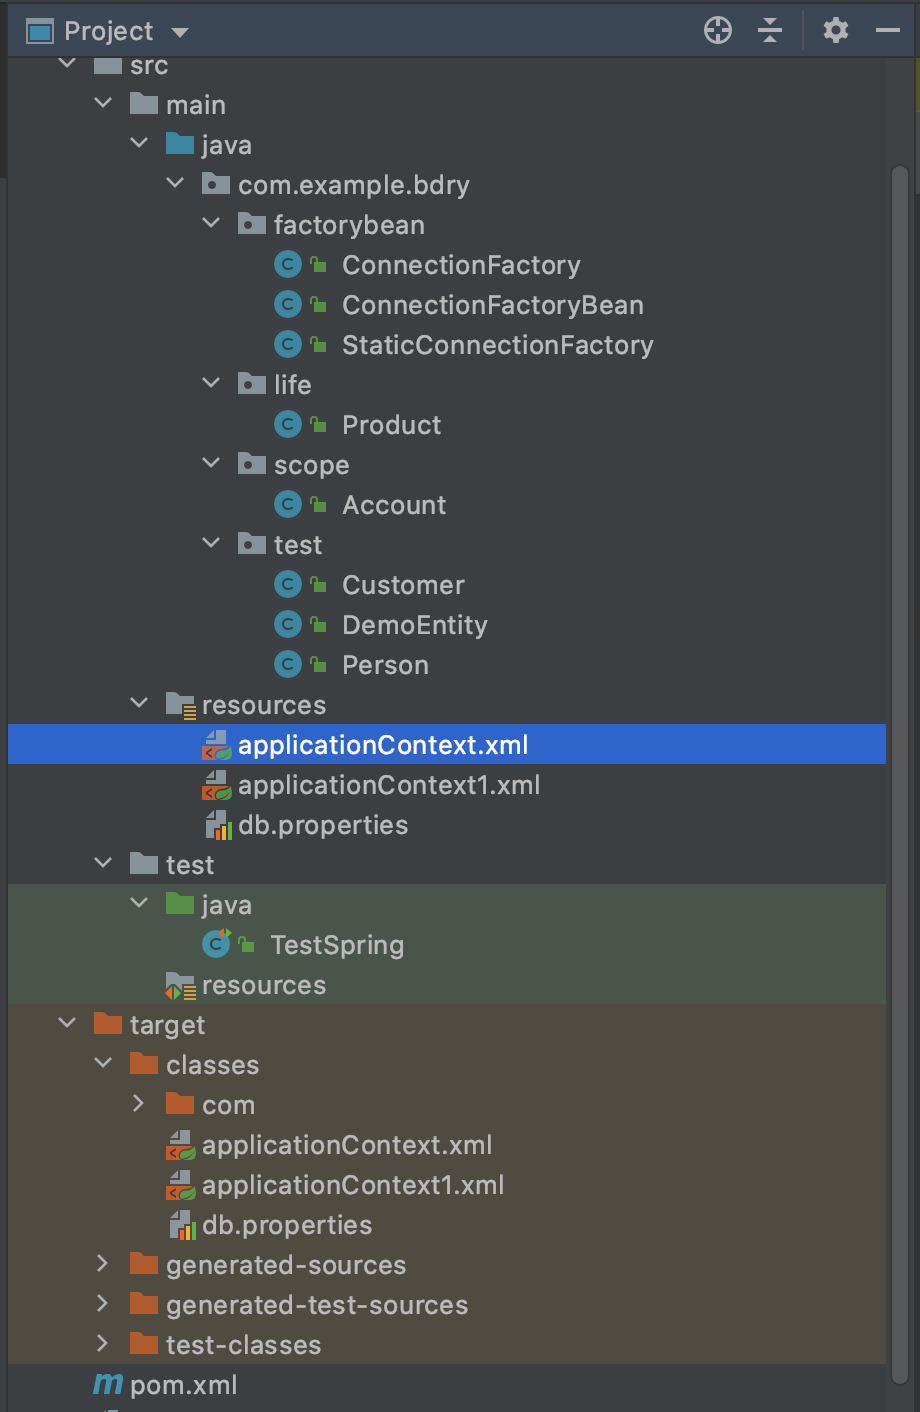 Project
src
main
java
com.example.bdry
factorybean
C ConnectionFactory
C ConnectionFactoryBean
C StaticConnectionFactory
life
C Product
scope
C Account
test
C Customer
C DemoEntity
C Person
resources
applicationContext.xml
applicationContext1.xml
db.properties
test
java
C TestSpring
resources
target
classes
com
applicationContext.xml
applicationContext1.xml
db.properties
generated-sources
generated-test-sources
test-classes
m pom.xml